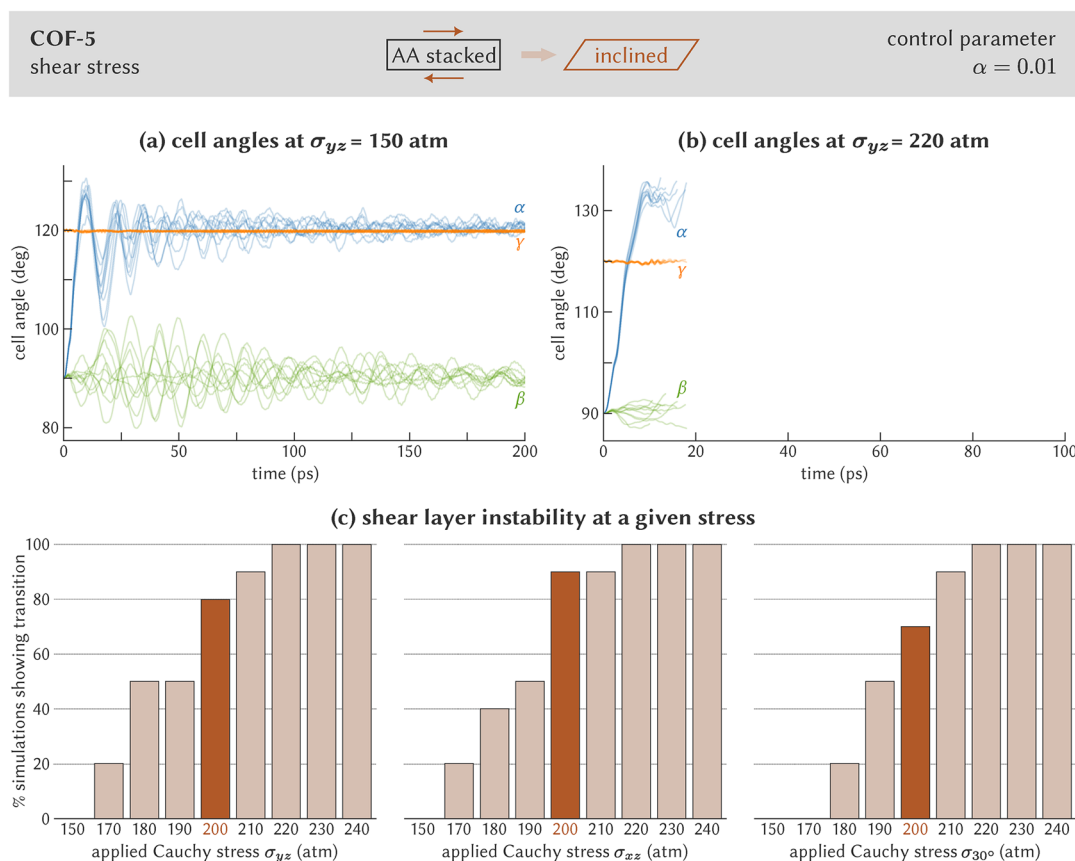 COF-5
shear stress
AA stacked
inclined
control parameter
α = 0.01
(a) cell angles at σyz = 150 atm
(b) cell angles at σyz = 220 atm
cell angle (deg)
120
100
80
α
γ
β
0 50 100 150 200
time (ps)
cell angle (deg)
130
110
90
α
γ
β
0 20 40 60 80 100
time (ps)
(c) shear layer instability at a given stress
% simulations showing transition
100
80
60
40
20
0
150 170 180 190 200 210 220 230 240
applied Cauchy stress σyz (atm)
150 170 180 190 200 210 220 230 240
applied Cauchy stress σxz (atm)
150 170 180 190 200 210 220 230 240
applied Cauchy stress σ30° (atm)